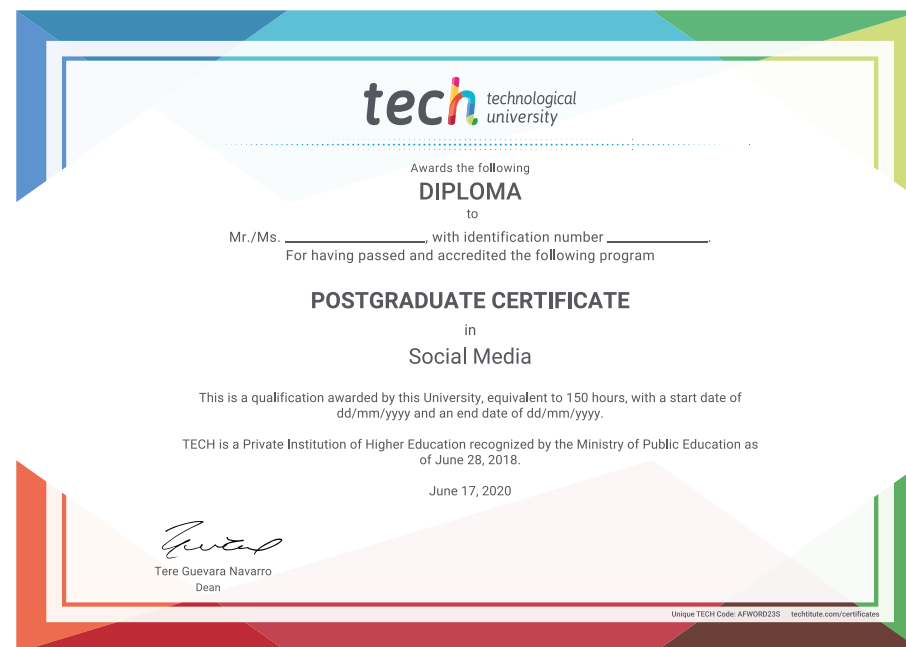 tech technological
university
Awards the following
DIPLOMA
to
Mr./Ms. ____________________, with identification number _______________.
For having passed and accredited the following program
POSTGRADUATE CERTIFICATE
in
Social Media
This is a qualification awarded by this University, equivalent to 150 hours, with a start date of
dd/mm/yyyy and an end date of dd/mm/yyyy.
TECH is a Private Institution of Higher Education recognized by the Ministry of Public Education as
of June 28, 2018.
June 17, 2020
Tere Guevara Navarro
Dean
Unique TECH Code: AFWORD23S techtitute.com/certificates